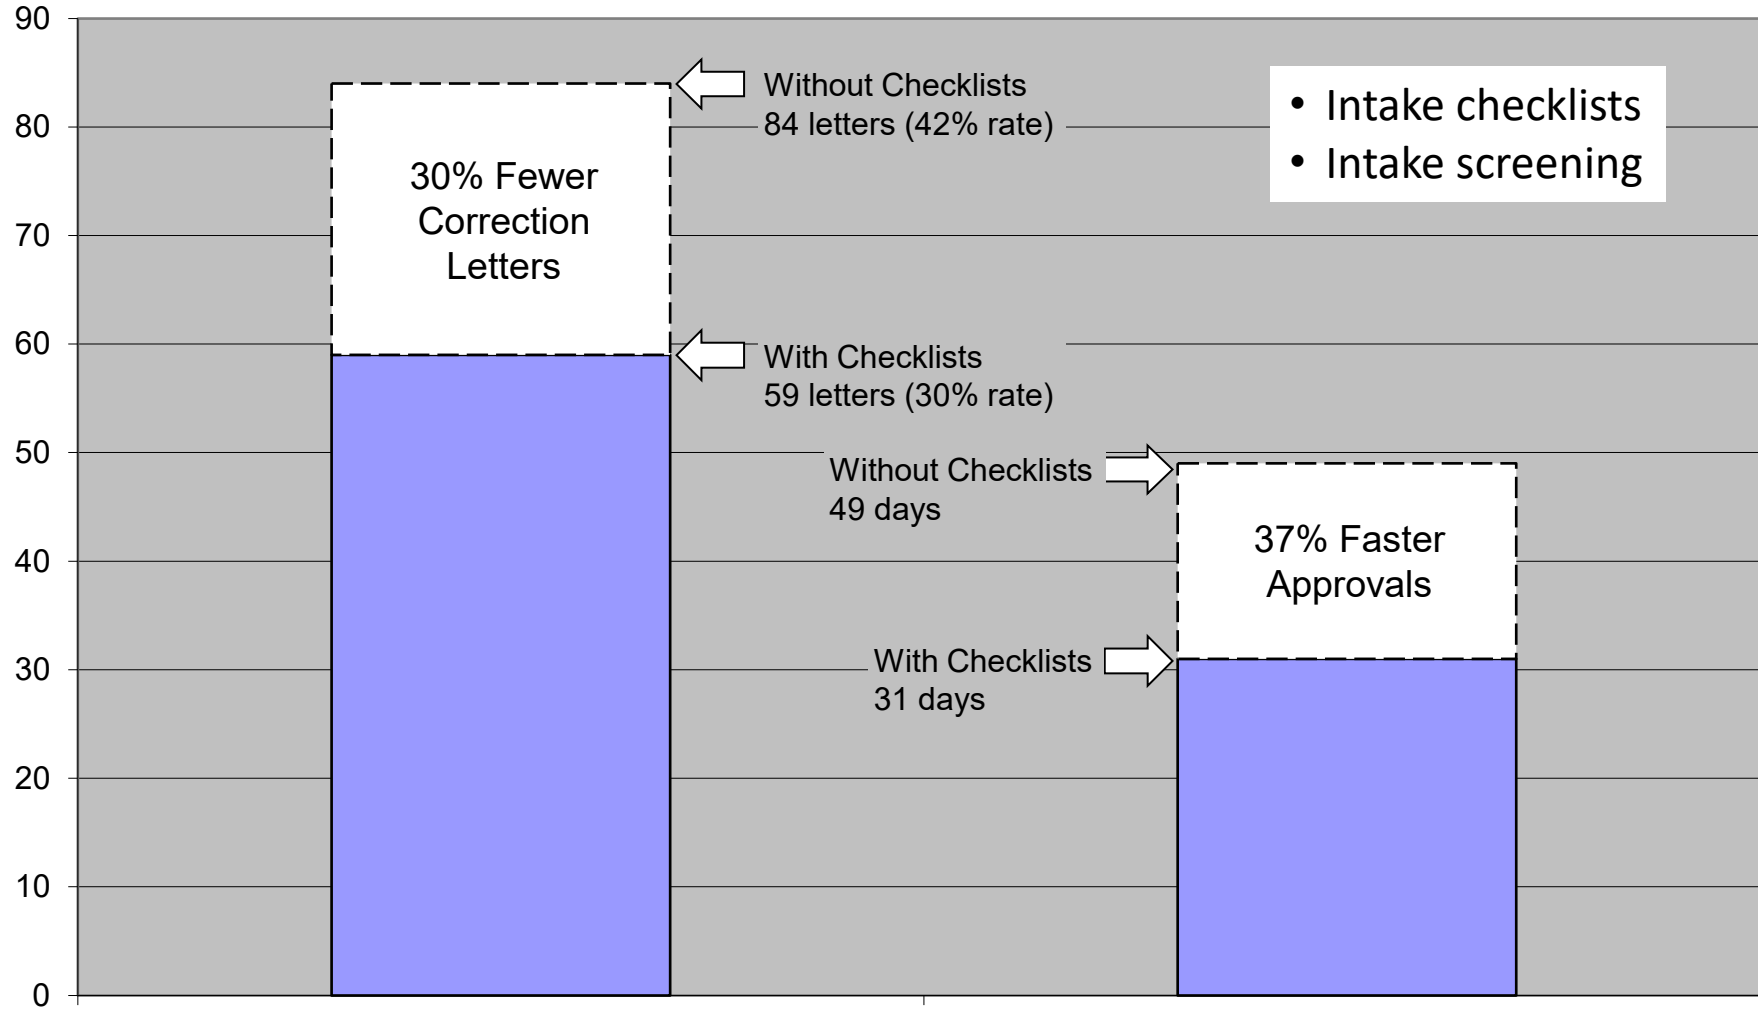 90
80
70
60
50
40
30
20
10
0
30% Fewer
Correction
Letters
Without Checklists
84 letters (42% rate)
With Checklists
59 letters (30% rate)
• Intake checklists
• Intake screening
Without Checklists
49 days
37% Faster
Approvals
With Checklists
31 days